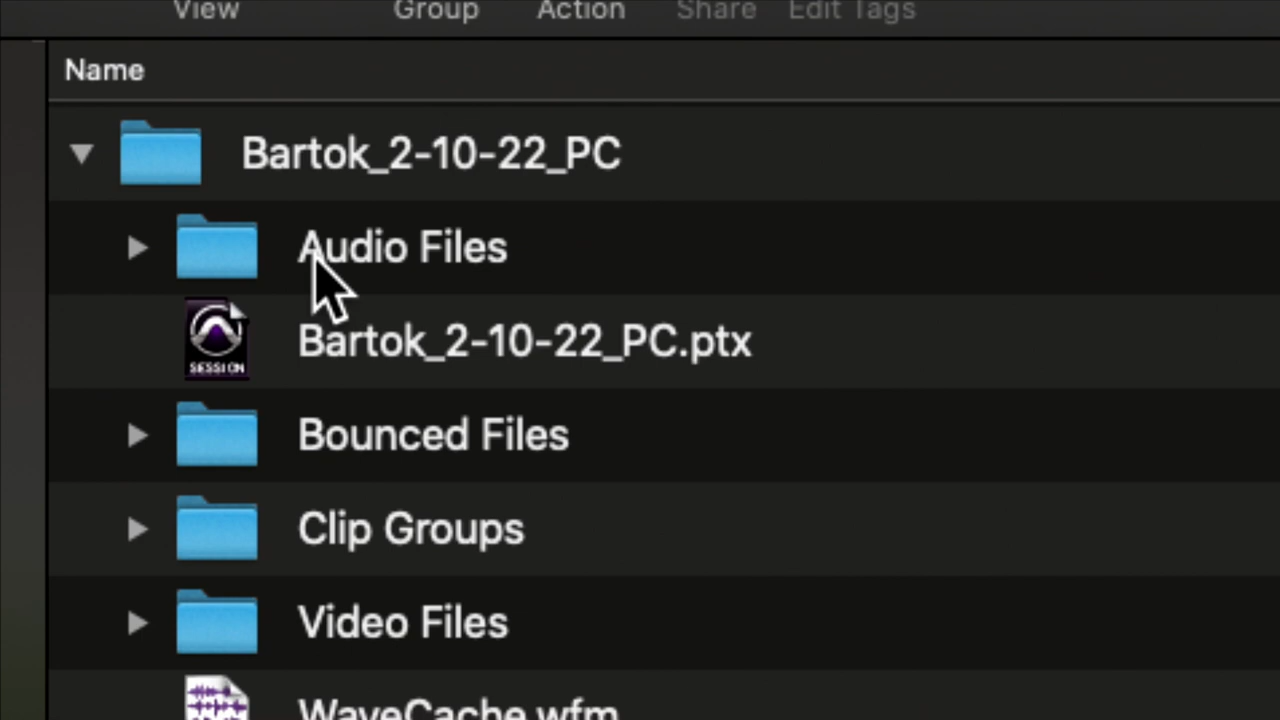 View Group Action Share Edit Tags
Name
Bartok_2-10-22_PC
Audio Files
Bartok_2-10-22_PC.ptx
SESSION
Bounced Files
Clip Groups
Video Files
WaveCache.wfm